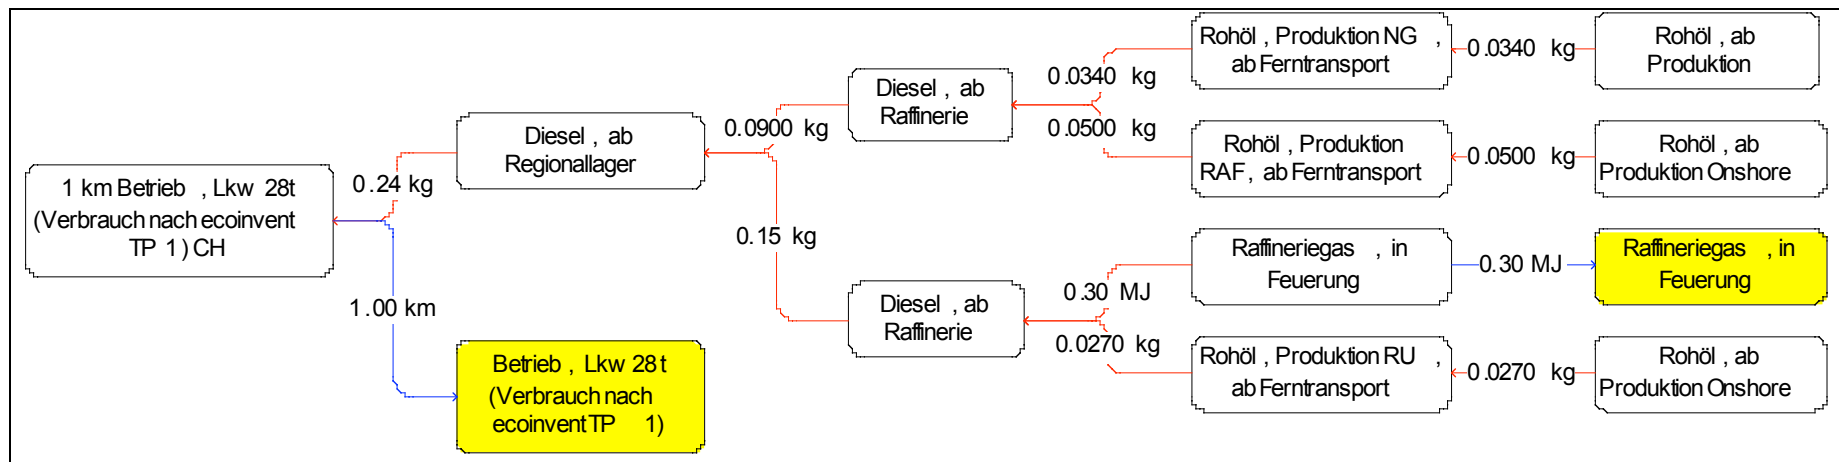 1 km Betrieb , Lkw 28t
(Verbrauch nach ecoinvent
TP 1 ) CH
0.24 kg
1.00 km
Diesel , ab
Regionallager
Betrieb , Lkw 28 t
(Verbrauch nach
ecoinvent TP 1)
0.0900 kg
0.15 kg
Diesel , ab
Raffinerie
Diesel , ab
Raffinerie
0.0340 kg
0.0500 kg
0.30 MJ
0.0270 kg
Rohöl , Produktion NG ,
ab Ferntransport
Rohöl , Produktion
RAF, ab Ferntransport
Raffineriegas , in
Feuerung
Rohöl , Produktion RU ,
ab Ferntransport
0.0340 kg
0.0500 kg
0.30 MJ
0.0270 kg
Rohöl , ab
Produktion
Rohöl , ab
Produktion Onshore
Raffineriegas , in
Feuerung
Rohöl , ab
Produktion Onshore